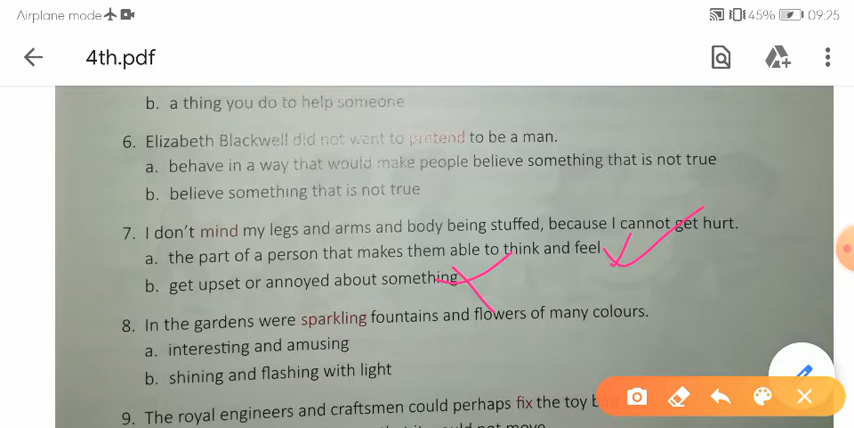 Airplane mode 45% 09:25
4th.pdf
b. a thing you do to help someone
6. Elizabeth Blackwell did not want to pretend to be a man.
a. behave in a way that would make people believe something that is not true
b. believe something that is not true
7. I don't mind my legs and arms and body being stuffed, because I cannot get hurt.
a. the part of a person that makes them able to think and feel
b. get upset or annoyed about something
8. In the gardens were sparkling fountains and flowers of many colours.
a. interesting and amusing
b. shining and flashing with light
9. The royal engineers and craftsmen could perhaps fix the toy
not move